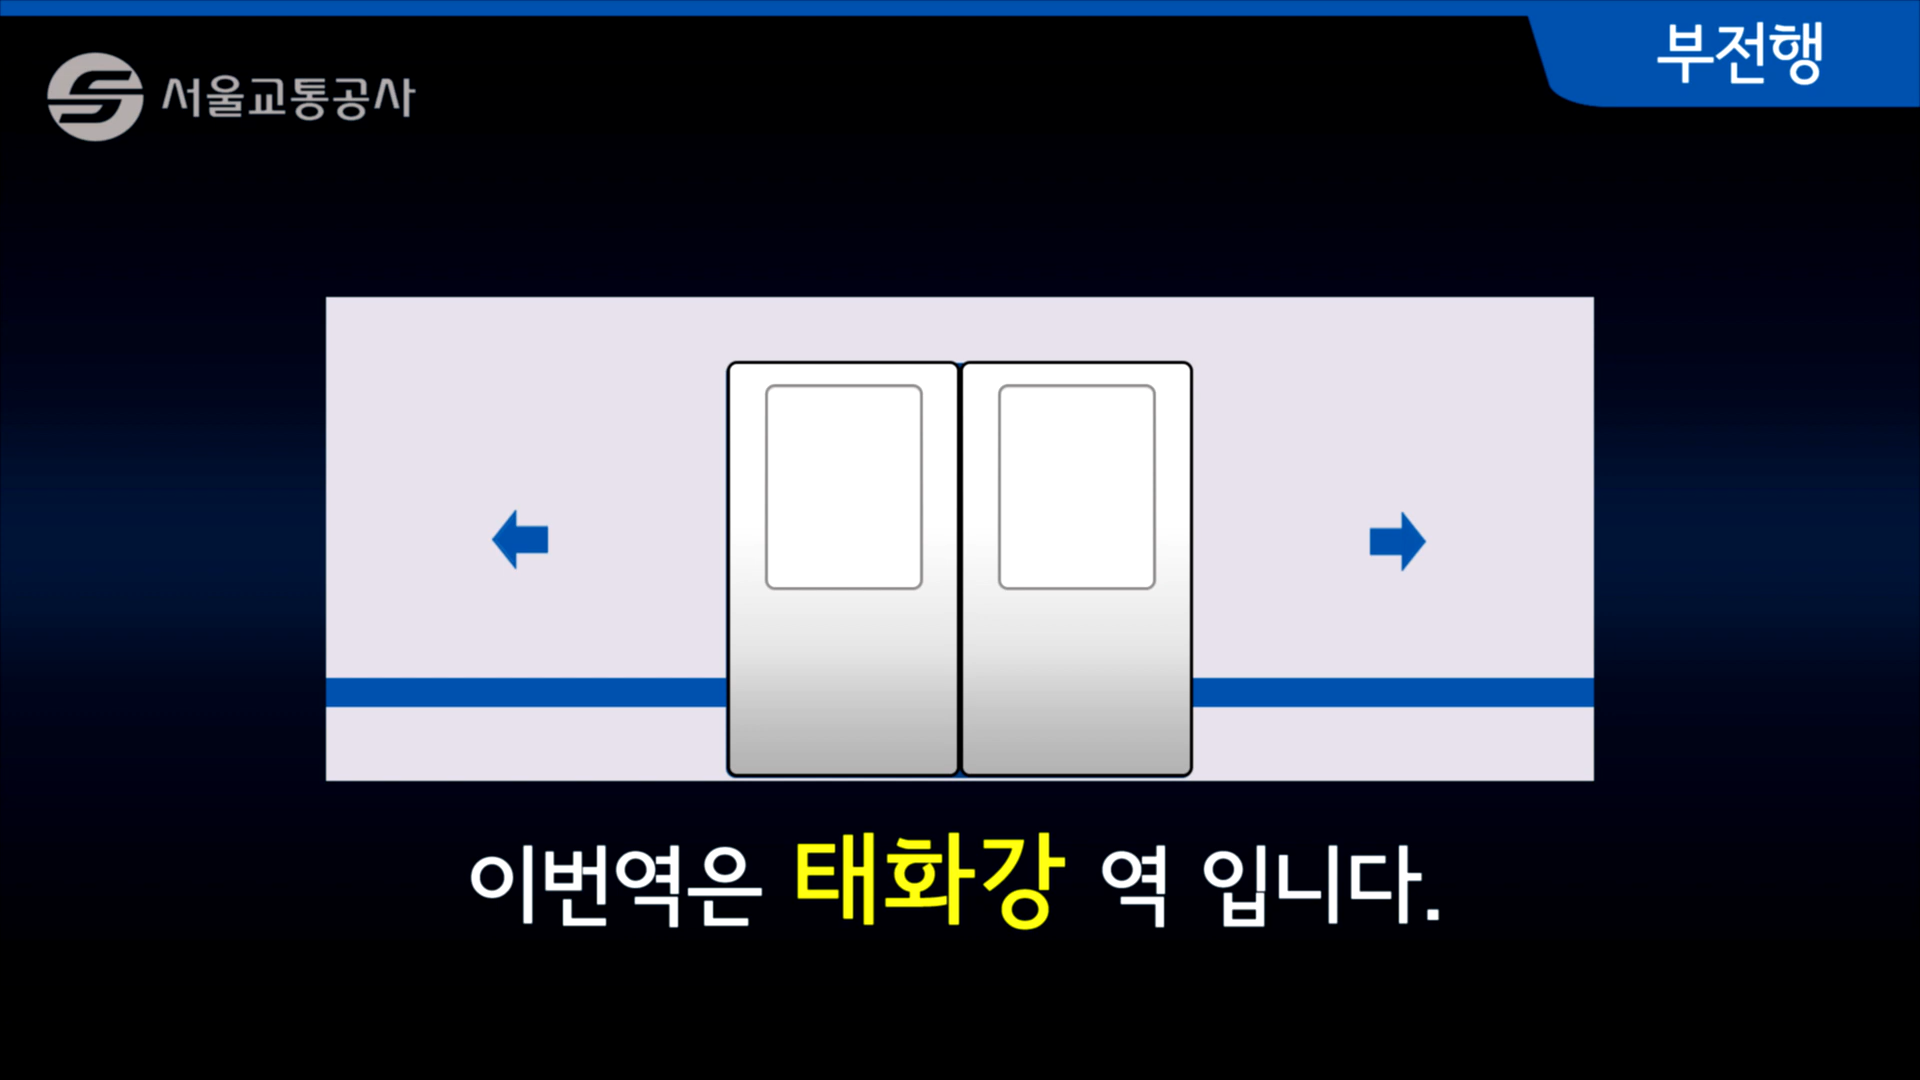 서울교통공사
부전행
이번역은 태화강 역 입니다.